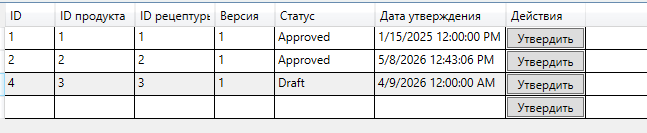 ID ID продукта ID рецептуры Версия Статус Дата утверждения Действия
1 1 1 1 Approved 1/15/2025 12:00:00 PM Утвердить
2 2 2 1 Approved 5/8/2026 12:43:06 PM Утвердить
4 3 3 1 Draft 4/9/2026 12:00:00 AM Утвердить
Утвердить